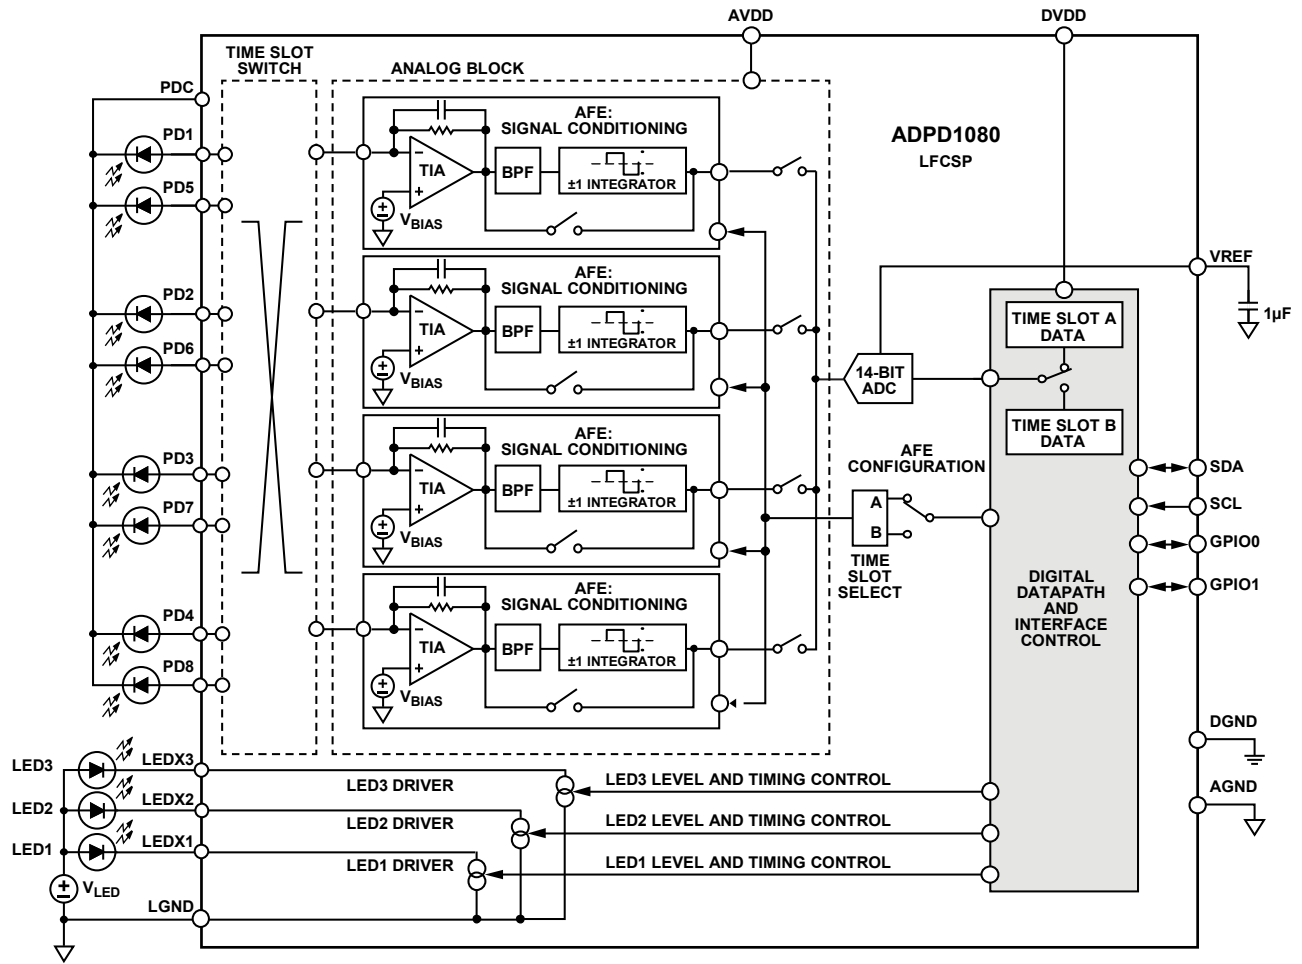 AVDD
DVDD
TIME SLOT
SWITCH
ANALOG BLOCK
PDC
PD1
PD5
PD2
PD6
PD3
PD7
PD4
PD8
AFE:
SIGNAL CONDITIONING
−
TIA
+
VBIAS
BPF
±1 INTEGRATOR
AFE:
SIGNAL CONDITIONING
−
TIA
+
VBIAS
BPF
±1 INTEGRATOR
AFE:
SIGNAL CONDITIONING
−
TIA
+
VBIAS
BPF
±1 INTEGRATOR
AFE:
SIGNAL CONDITIONING
−
TIA
+
VBIAS
BPF
±1 INTEGRATOR
ADPD1080
LFCSP
VREF
1µF
14-BIT
ADC
TIME SLOT A
DATA
TIME SLOT B
DATA
AFE
CONFIGURATION
A
B
TIME
SLOT
SELECT
DIGITAL
DATAPATH
AND
INTERFACE
CONTROL
SDA
SCL
GPIO0
GPIO1
DGND
AGND
LED3
LEDX3
LED3 DRIVER
LED3 LEVEL AND TIMING CONTROL
LED2
LEDX2
LED2 DRIVER
LED2 LEVEL AND TIMING CONTROL
LED1
LEDX1
LED1 DRIVER
LED1 LEVEL AND TIMING CONTROL
VLED
LGND